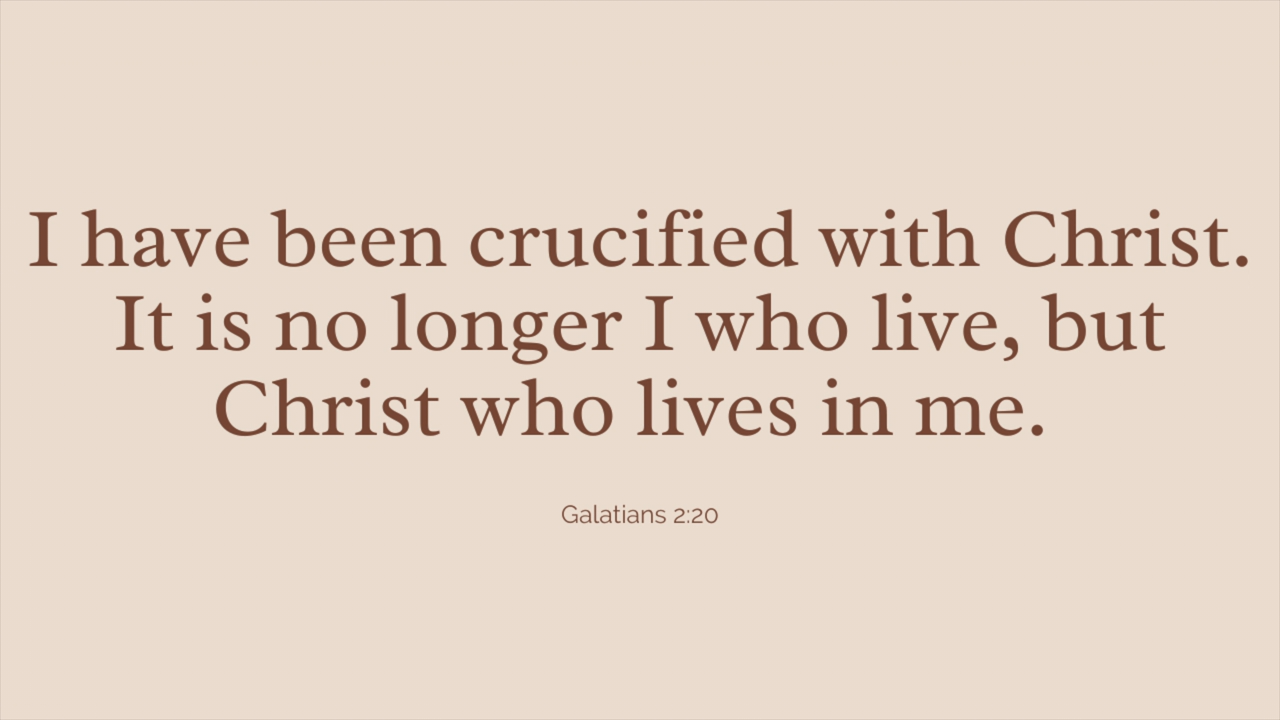 I have been crucified with Christ.
It is no longer I who live, but
Christ who lives in me.
Galatians 2:20